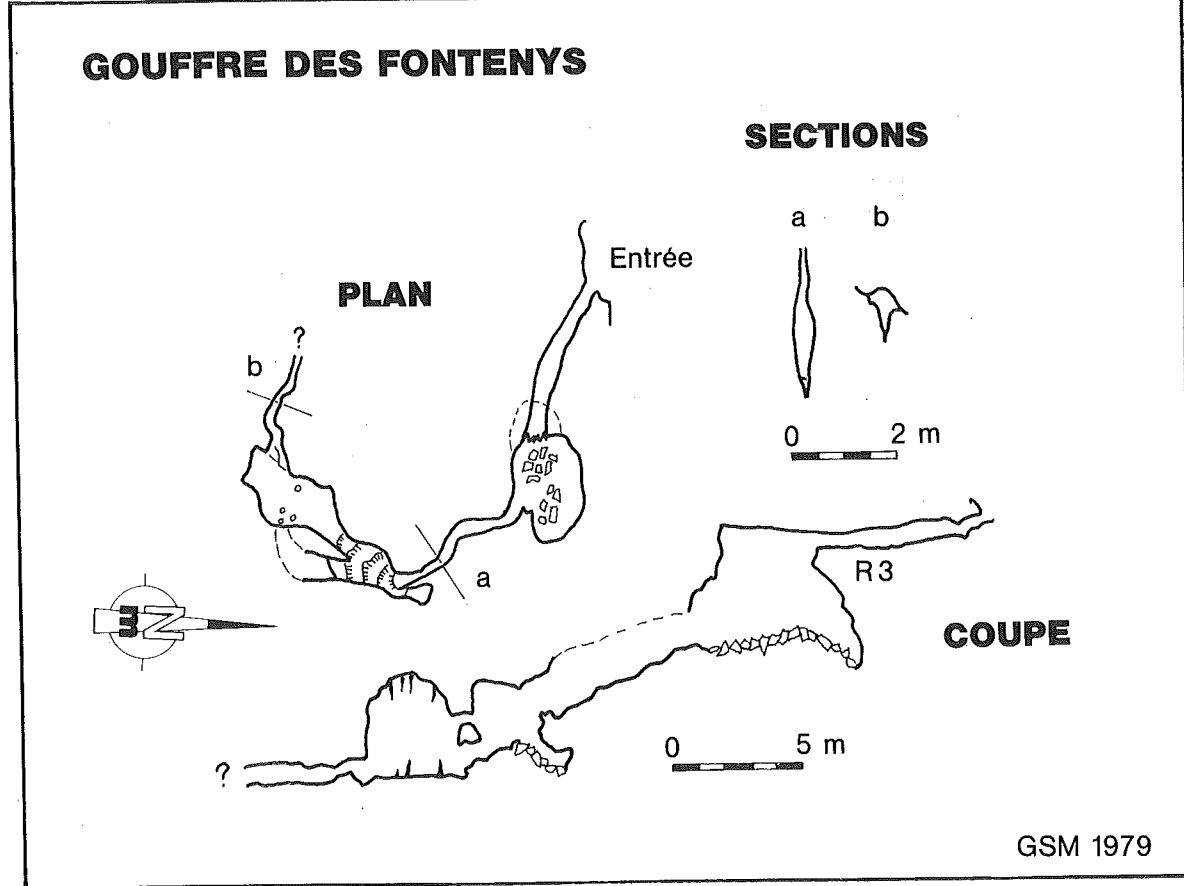 GOUFFRE DES FONTENYS
SECTIONS
a b
Entrée
PLAN
?
b
0 2 m
a
R3
N
COUPE
0 5 m
?
GSM 1979